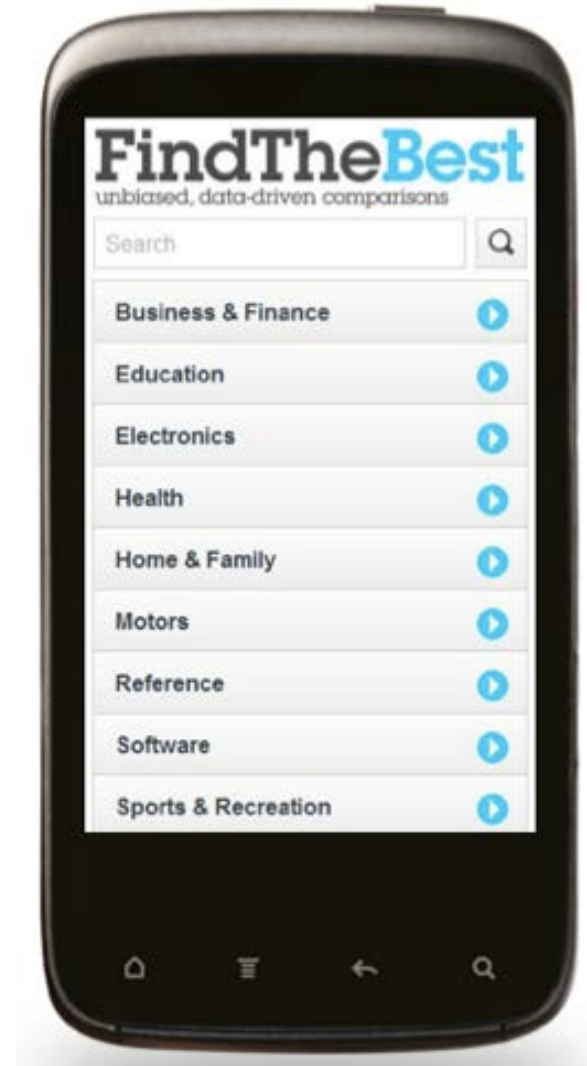 FindTheBest
unbiased, data-driven comparisons
Search
Business & Finance
Education
Electronics
Health
Home & Family
Motors
Reference
Software
Sports & Recreation